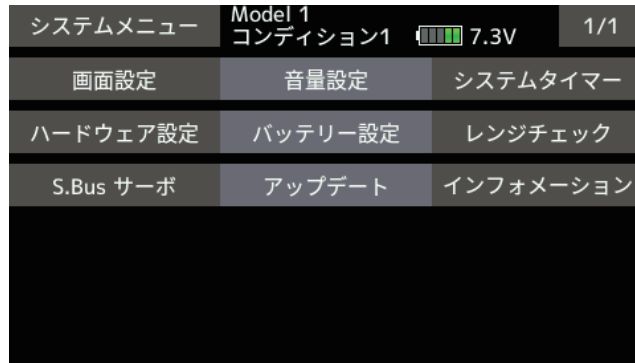 システムメニュー
Model 1
コンディション1
7.3V
1/1
画面設定
音量設定
システムタイマー
ハードウェア設定
バッテリー設定
レンジチェック
S.Bus サーボ
アップデート
インフォメーション